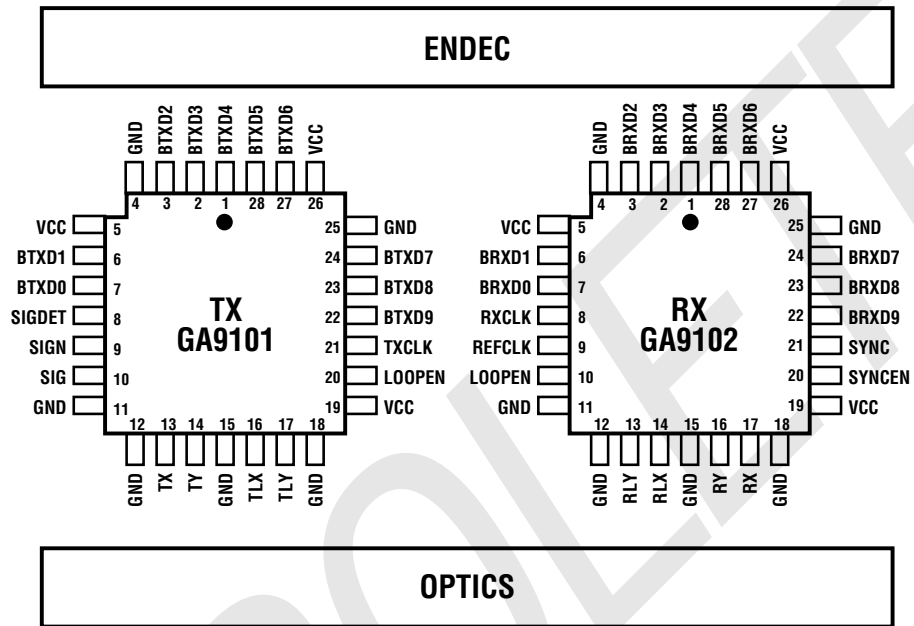 ENDEC
GND BTXD2 BTXD3 BTXD4 BTXD5 BTXD6 VCC
4 3 2 1 28 27 26
VCC 5
BTXD1 6
BTXD0 7
SIGDET 8
SIGN 9
SIG 10
GND 11
TX
GA9101
25 GND
24 BTXD7
23 BTXD8
22 BTXD9
21 TXCLK
20 LOOPEN
19 VCC
12 13 14 15 16 17 18
GND TX TY GND TLX TLY GND
GND BRXD2 BRXD3 BRXD4 BRXD5 BRXD6 VCC
4 3 2 1 28 27 26
VCC 5
BRXD1 6
BRXD0 7
RXCLK 8
REFCLK 9
LOOPEN 10
GND 11
RX
GA9102
25 GND
24 BRXD7
23 BRXD8
22 BRXD9
21 SYNC
20 SYNCEN
19 VCC
12 13 14 15 16 17 18
GND RLY RLX GND RY RX GND
OPTICS